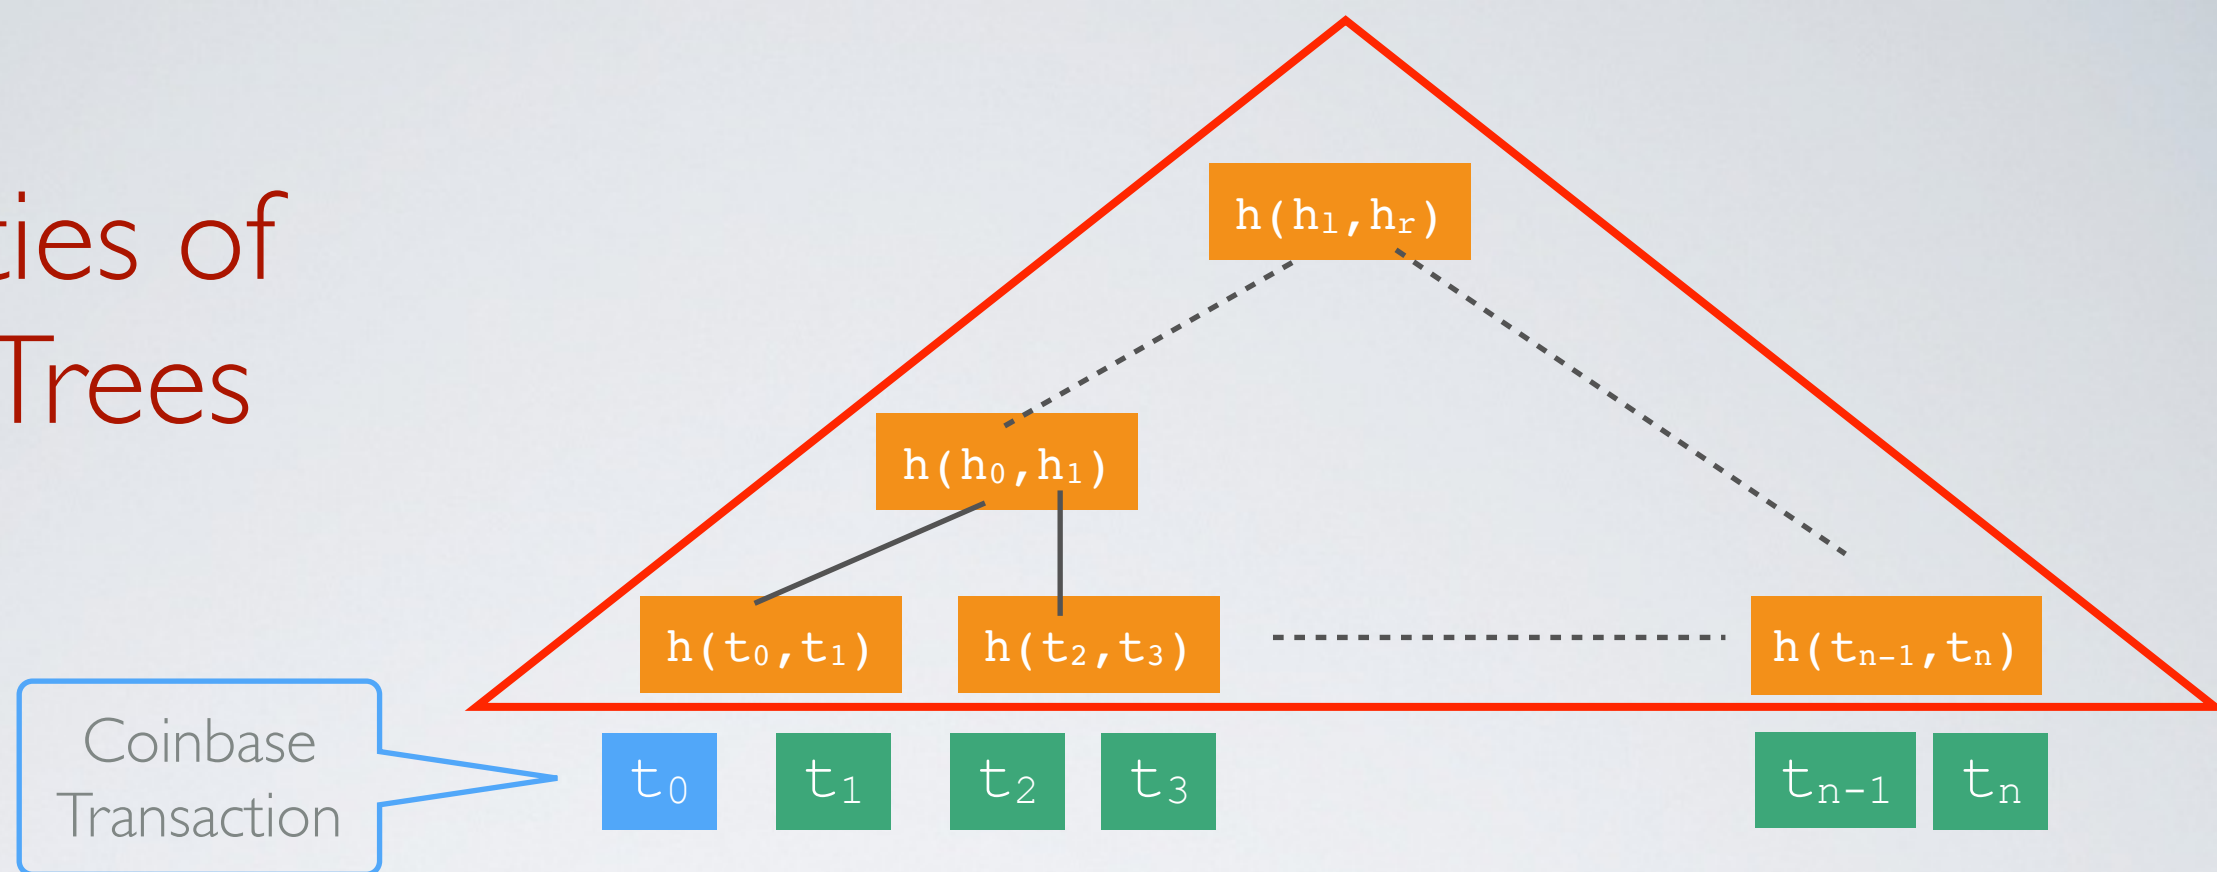 ties of
Trees
h(hₗ,hᵣ)
h(h₀,h₁)
h(t₀,t₁) h(t₂,t₃) h(tₙ₋₁,tₙ)
Coinbase
Transaction
t₀ t₁ t₂ t₃ tₙ₋₁ tₙ